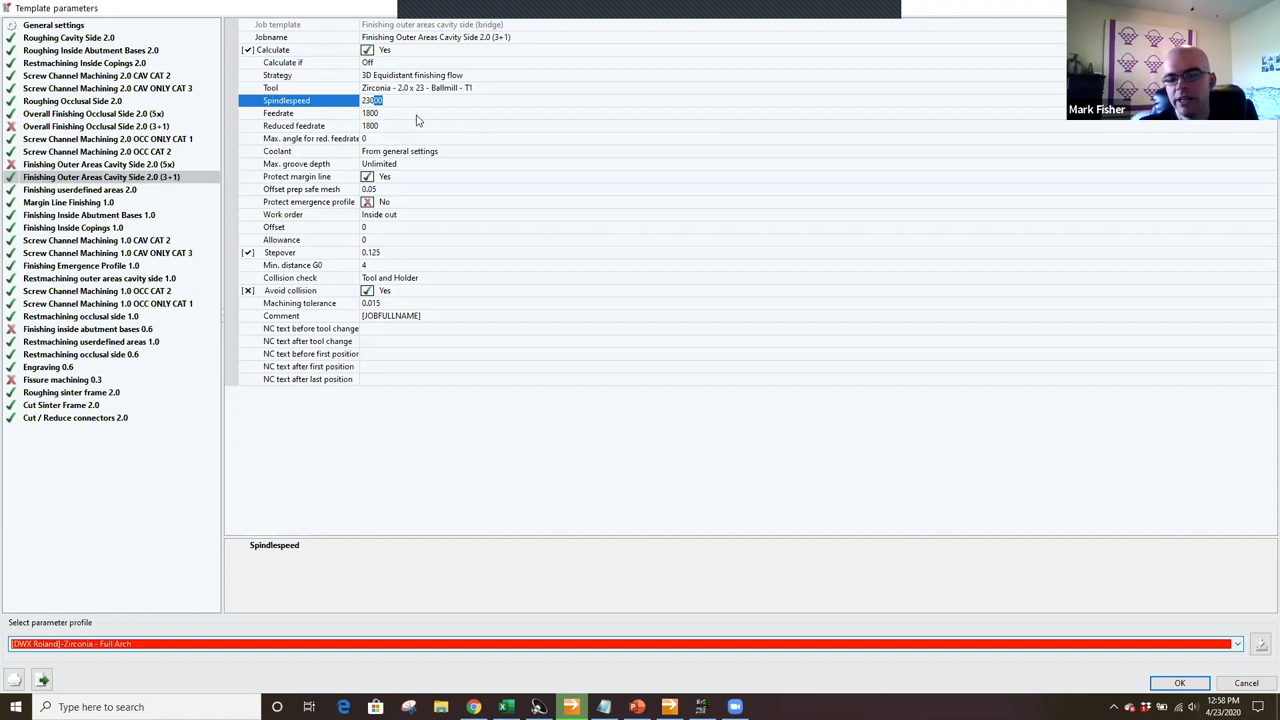 Template parameters
General settings
Roughing Cavity Side 2.0
Roughing Inside Abutment Bases 2.0
Restmachining Inside Copings 2.0
Screw Channel Machining 2.0 CAV CAT 2
Screw Channel Machining 2.0 CAV ONLY CAT 3
Roughing Occlusal Side 2.0
Overall Finishing Occlusal Side 2.0 (5x)
Overall Finishing Occlusal Side 2.0 (3+1)
Screw Channel Machining 2.0 OCC ONLY CAT 1
Screw Channel Machining 2.0 OCC CAT 2
Finishing Outer Areas Cavity Side 2.0 (5x)
Finishing Outer Areas Cavity Side 2.0 (3+1)
Finishing userdefined areas 2.0
Margin Line Finishing 1.0
Finishing Inside Abutment Bases 1.0
Finishing Inside Copings 1.0
Screw Channel Machining 1.0 CAV CAT 2
Screw Channel Machining 1.0 CAV ONLY CAT 3
Finishing Emergence Profile 1.0
Restmachining outer areas cavity side 1.0
Screw Channel Machining 1.0 OCC CAT 2
Screw Channel Machining 1.0 OCC ONLY CAT 1
Restmachining occlusal side 1.0
Finishing inside abutment bases 0.6
Restmachining userdefined areas 1.0
Restmachining occlusal side 0.6
Engraving 0.6
Fissure machining 0.3
Roughing sinter frame 2.0
Cut Sinter Frame 2.0
Cut / Reduce connectors 2.0
Job template Finishing outer areas cavity side (bridge)
Jobname Finishing Outer Areas Cavity Side 2.0 (3+1)
Calculate Yes
Calculate if Off
Strategy 3D Equidistant finishing flow
Tool Zirconia - 2.0 x 23 - Ballmill - T1
Spindlespeed 23000
Feedrate 1800
Reduced feedrate 1800
Max. angle for red. feedrate 0
Coolant From general settings
Max. groove depth Unlimited
Protect margin line Yes
Offset prep safe mesh 0.05
Protect emergence profile No
Work order Inside out
Offset 0
Allowance 0
Stepover 0.125
Min. distance G0 4
Collision check Tool and Holder
Avoid collision Yes
Machining tolerance 0.015
Comment [JOBFULLNAME]
NC text before tool change
NC text after tool change
NC text before first position
NC text after first position
NC text after last position
Mark Fisher
Spindlespeed
Select parameter profile
[DWX Roland]-Zirconia - Full Arch
OK Cancel
Type here to search
12:58 PM
4/23/2020